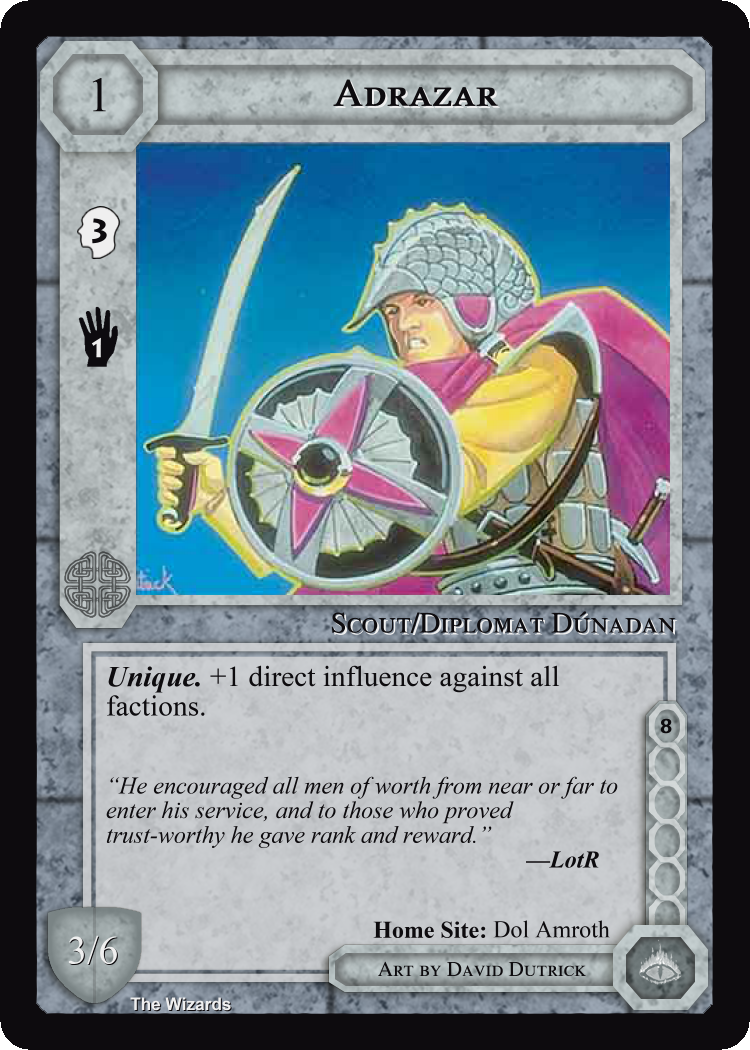 1
ADRAZAR
3
1
SCOUT/DIPLOMAT DÚNADAN
Unique. +1 direct influence against all
factions.
8
“He encouraged all men of worth from near or far to
enter his service, and to those who proved
trust-worthy he gave rank and reward.”
—LotR
Home Site: Dol Amroth
3/6
ART BY DAVID DUTRICK
The Wizards